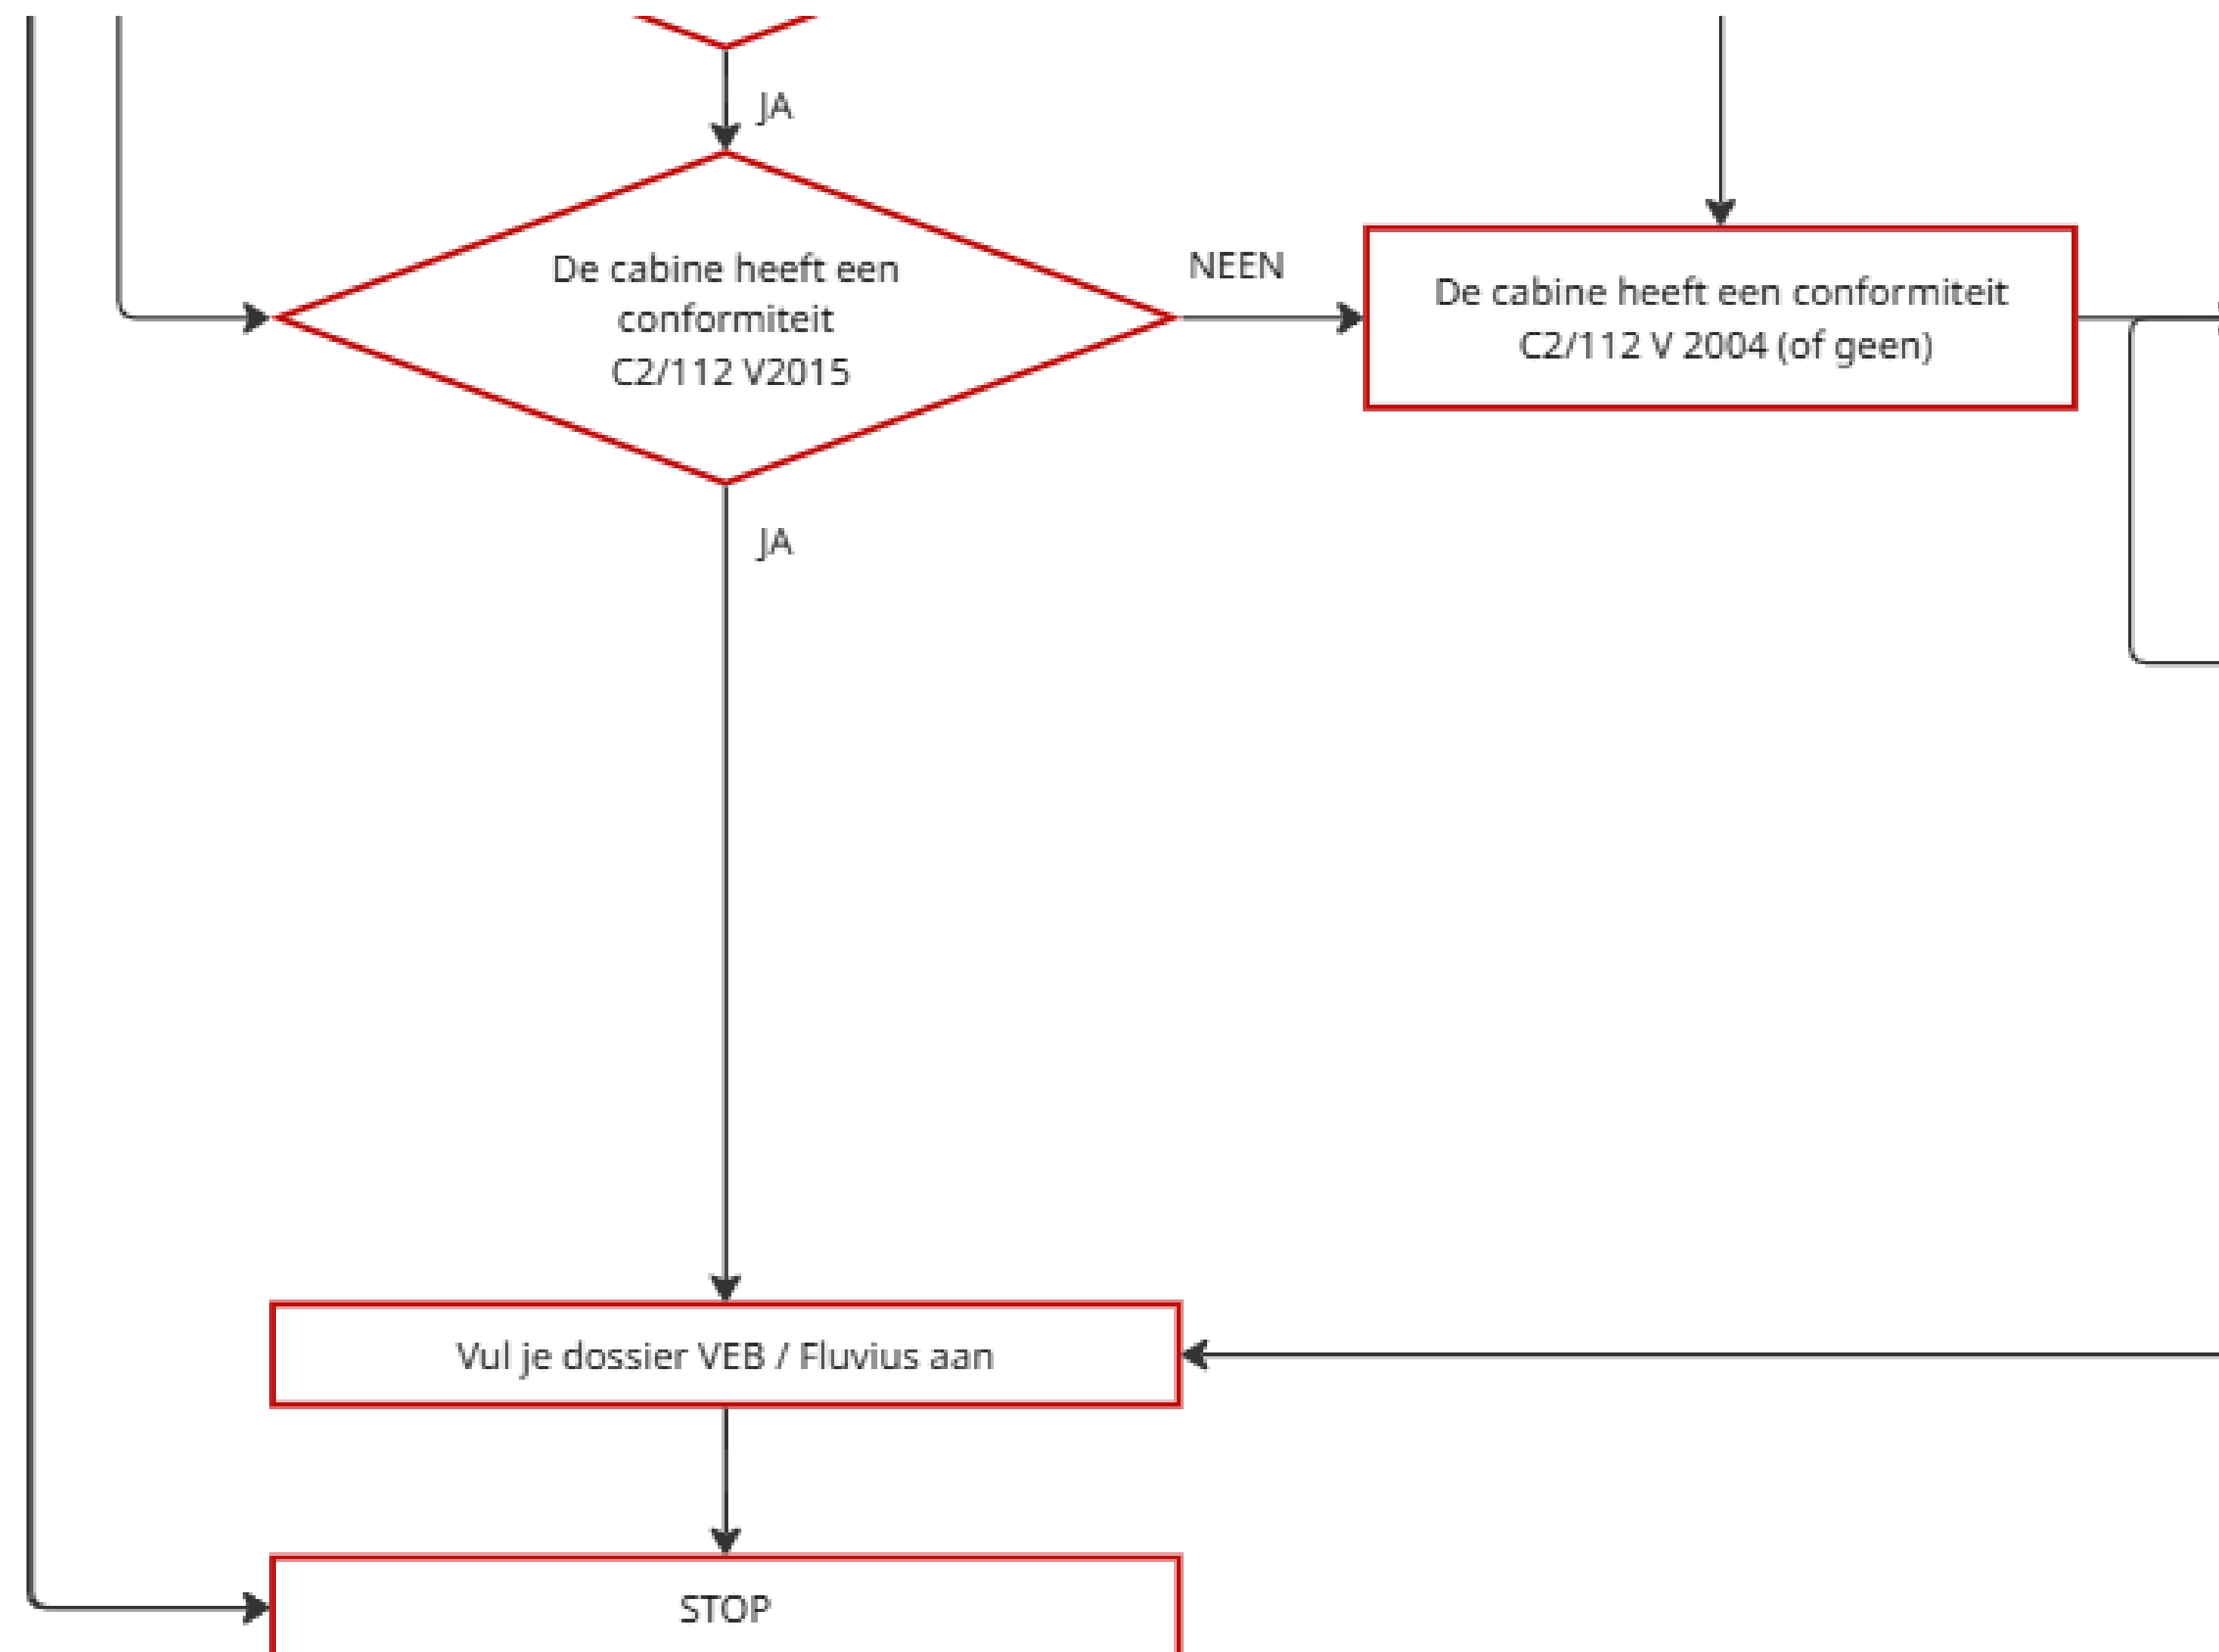 JA
De cabine heeft een
conformiteit
C2/112 V2015
NEEN
De cabine heeft een conformiteit
C2/112 V 2004 (of geen)
JA
Vul je dossier VEB / Fluvius aan
STOP